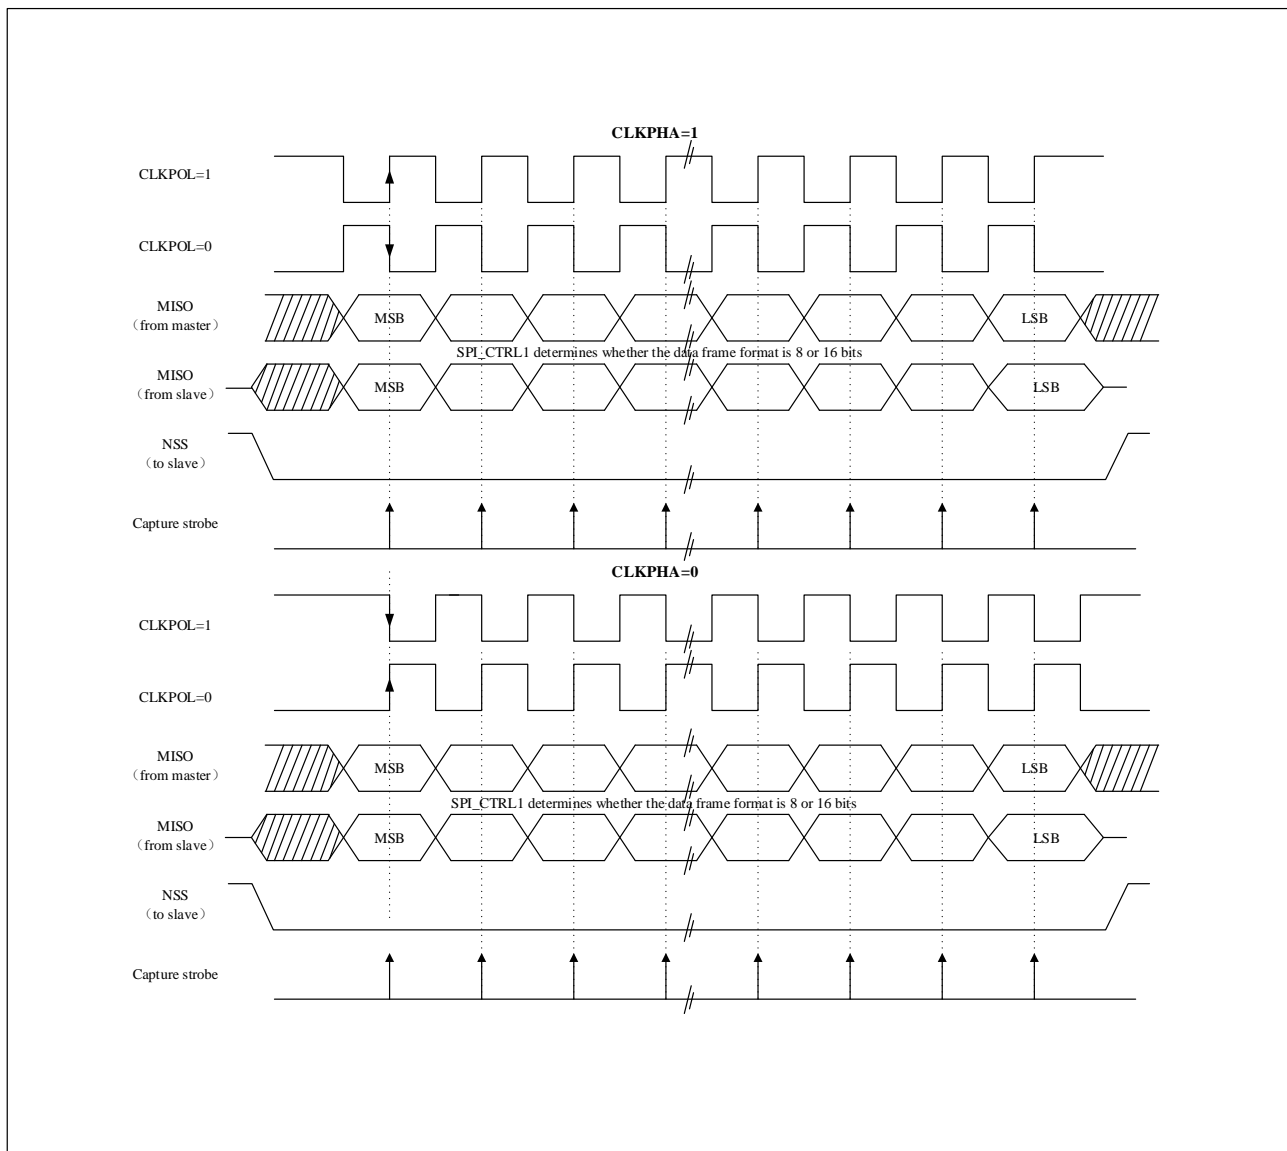 CLKPHA=1
CLKPOL=1
CLKPOL=0
MISO
（from master）
MSB
LSB
SPI_CTRL1 determines whether the data frame format is 8 or 16 bits
MISO
（from slave）
MSB
LSB
NSS
（to slave）
Capture strobe
CLKPHA=0
CLKPOL=1
CLKPOL=0
MISO
（from master）
MSB
LSB
SPI_CTRL1 determines whether the data frame format is 8 or 16 bits
MISO
（from slave）
MSB
LSB
NSS
（to slave）
Capture strobe